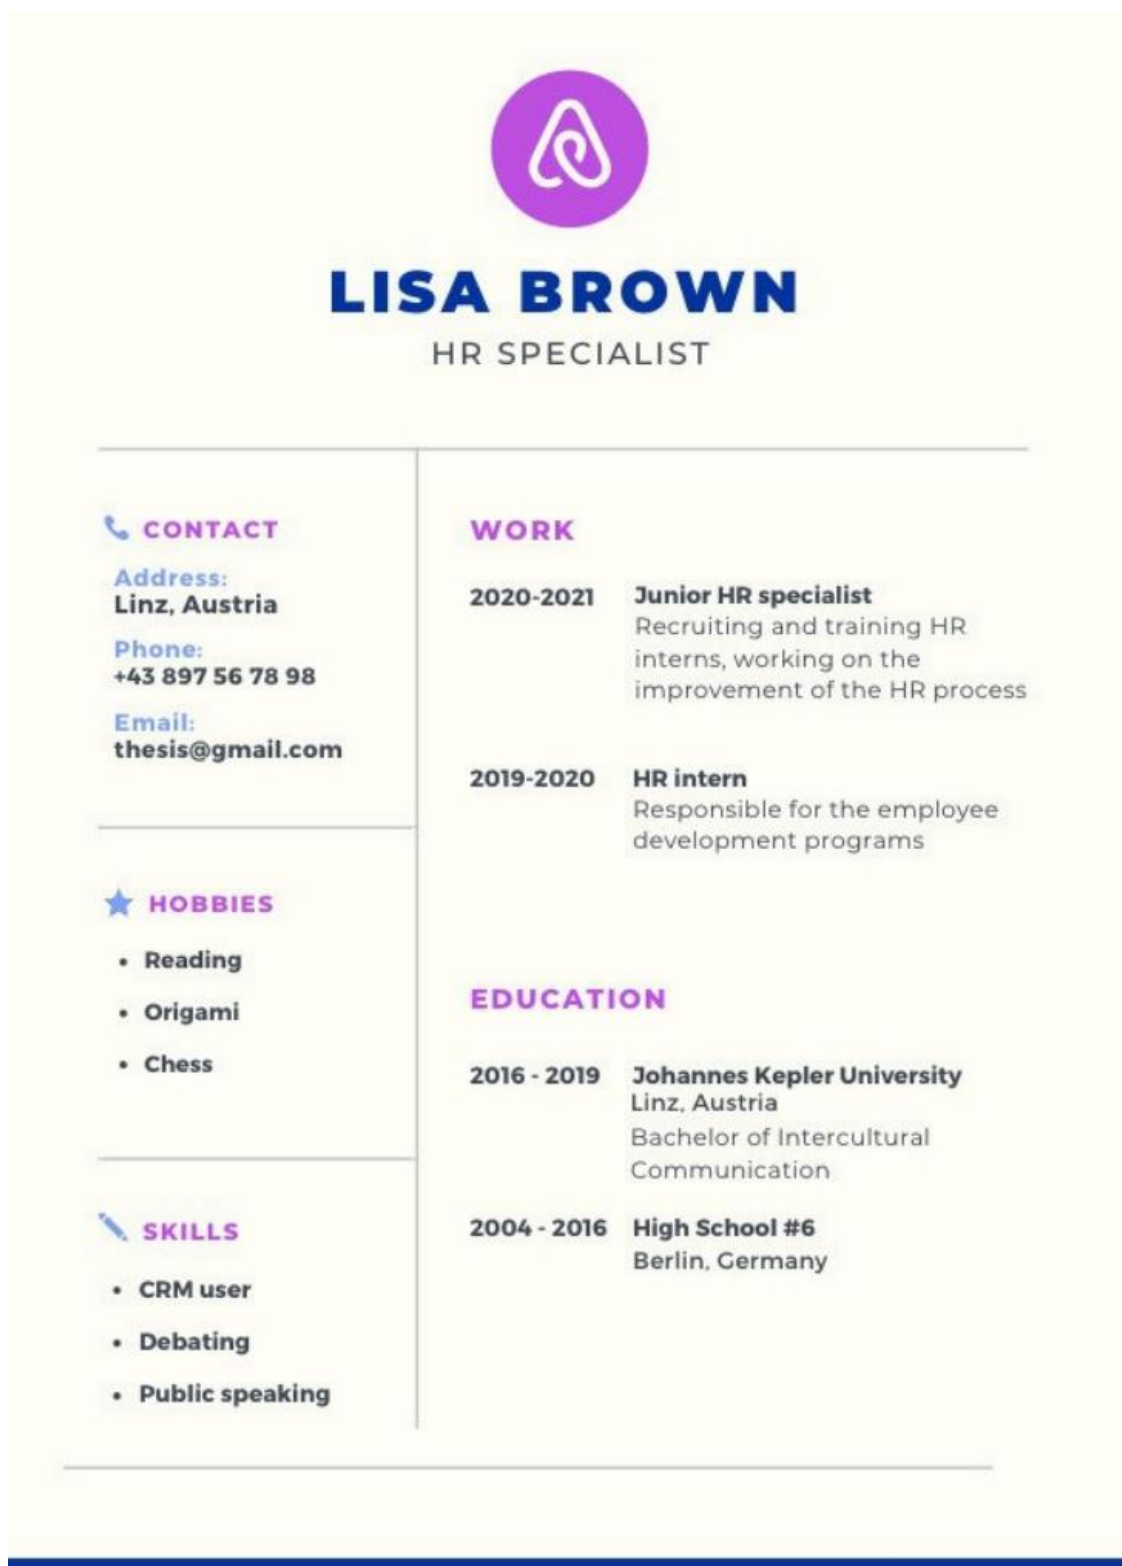 LISA BROWN
HR SPECIALIST
CONTACT
Address:
Linz, Austria
Phone:
+43 897 56 78 98
Email:
thesis@gmail.com
HOBBIES
• Reading
• Origami
• Chess
SKILLS
• CRM user
• Debating
• Public speaking
WORK
2020-2021 Junior HR specialist
Recruiting and training HR
interns, working on the
improvement of the HR process
2019-2020 HR intern
Responsible for the employee
development programs
EDUCATION
2016 - 2019 Johannes Kepler University
Linz, Austria
Bachelor of Intercultural
Communication
2004 - 2016 High School #6
Berlin, Germany